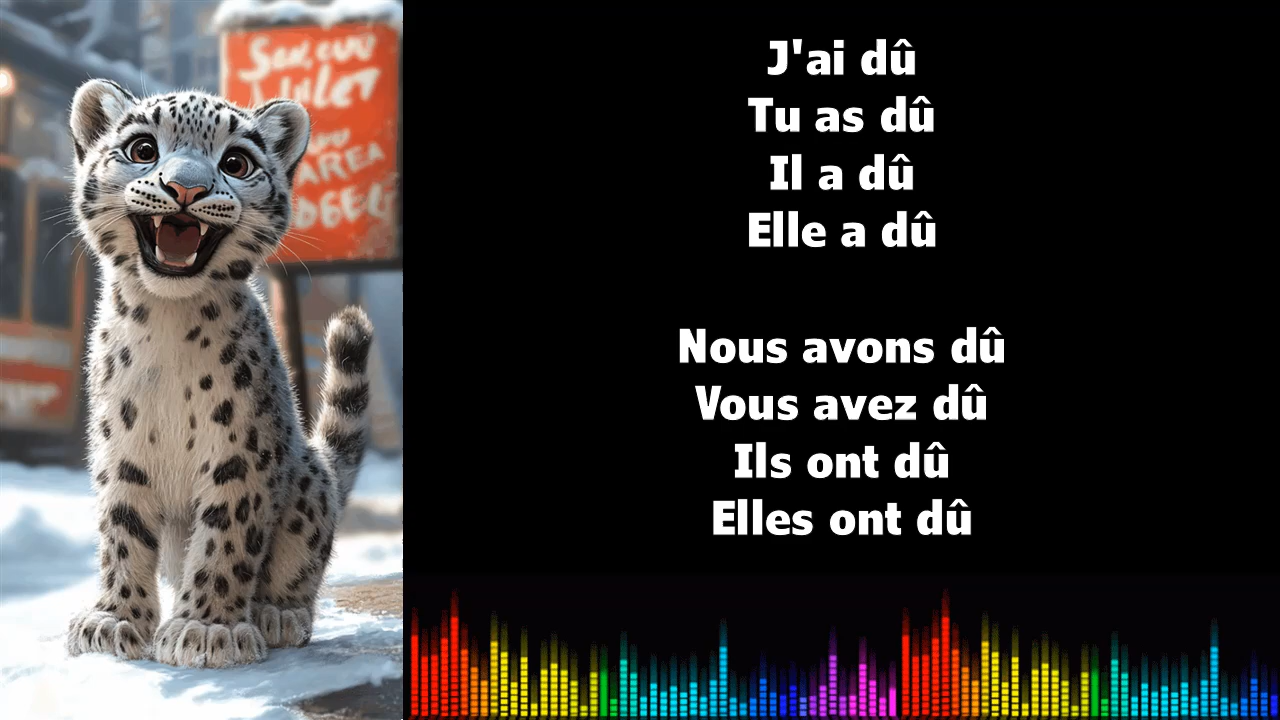 J'ai dû
Tu as dû
Il a dû
Elle a dû
Nous avons dû
Vous avez dû
Ils ont dû
Elles ont dû